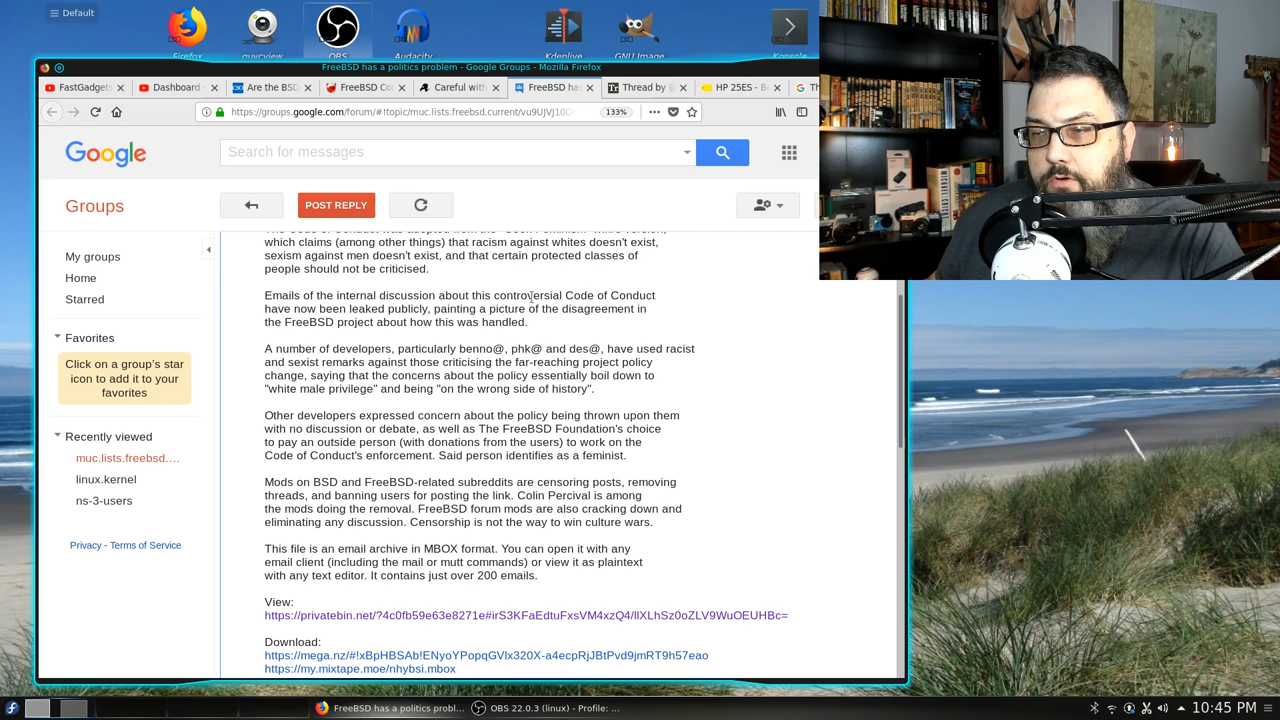 Default
Firefox
guvcview
OBS
Audacity
Kdenlive
GNU Image
Konsole
FreeBSD has a politics problem - Google Groups - Mozilla Firefox
FastGadget
Dashboard -
Are the BSD
FreeBSD Co
Careful with
FreeBSD has
Thread by @
HP 25ES - B
Th
https://groups.google.com/forum/#!topic/muc.lists.freebsd.current/vu9UJVJ10O
133%
Google
Search for messages
Groups
POST REPLY
My groups
Home
Starred
Favorites
Click on a group's star
icon to add it to your
favorites
Recently viewed
muc.lists.freebsd....
linux.kernel
ns-3-users
Privacy - Terms of Service
which claims (among other things) that racism against whites doesn't exist,
sexism against men doesn't exist, and that certain protected classes of
people should not be criticised.
Emails of the internal discussion about this controversial Code of Conduct
have now been leaked publicly, painting a picture of the disagreement in
the FreeBSD project about how this was handled.
A number of developers, particularly benno@, phk@ and des@, have used racist
and sexist remarks against those criticising the far-reaching project policy
change, saying that the concerns about the policy essentially boil down to
"white male privilege" and being "on the wrong side of history".
Other developers expressed concern about the policy being thrown upon them
with no discussion or debate, as well as The FreeBSD Foundation's choice
to pay an outside person (with donations from the users) to work on the
Code of Conduct's enforcement. Said person identifies as a feminist.
Mods on BSD and FreeBSD-related subreddits are censoring posts, removing
threads, and banning users for posting the link. Colin Percival is among
the mods doing the removal. FreeBSD forum mods are also cracking down and
eliminating any discussion. Censorship is not the way to win culture wars.
This file is an email archive in MBOX format. You can open it with any
email client (including the mail or mutt commands) or view it as plaintext
with any text editor. It contains just over 200 emails.
View:
https://privatebin.net/?4c0fb59e63e8271e#irS3KFaEdtuFxsVM4xzQ4/llXLhSz0oZLV9WuOEUHBc=
Download:
https://mega.nz/#!xBpHBSAb!ENyoYPopqGVlx320X-a4ecpRjJBtPvd9jmRT9h57eao
https://my.mixtape.moe/nhybsi.mbox
FreeBSD has a politics probl...
OBS 22.0.3 (linux) - Profile: ...
10:45 PM